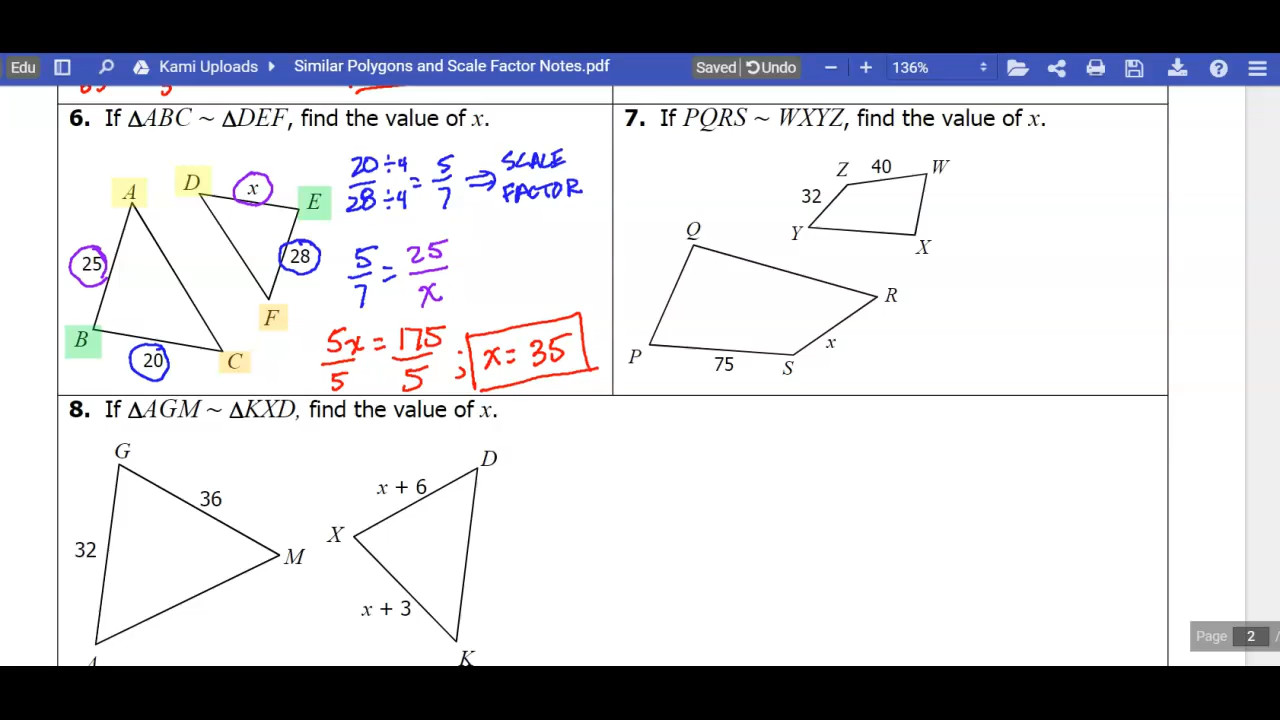 Edu
Kami Uploads
Similar Polygons and Scale Factor Notes.pdf
Saved
Undo
136%
6. If ΔABC ~ ΔDEF, find the value of x.
A
D
x
E
25
28
F
B
20
C
20 ÷4 = 5 ⇒ SCALE
28 ÷4 7 FACTOR
5 = 25
7 x
5x = 175 ; x = 35
5 5
7. If PQRS ~ WXYZ, find the value of x.
Z
40
W
32
Y
X
Q
R
P
75
S
x
8. If ΔAGM ~ ΔKXD, find the value of x.
G
36
32
M
D
x + 6
X
x + 3
K
Page 2 /